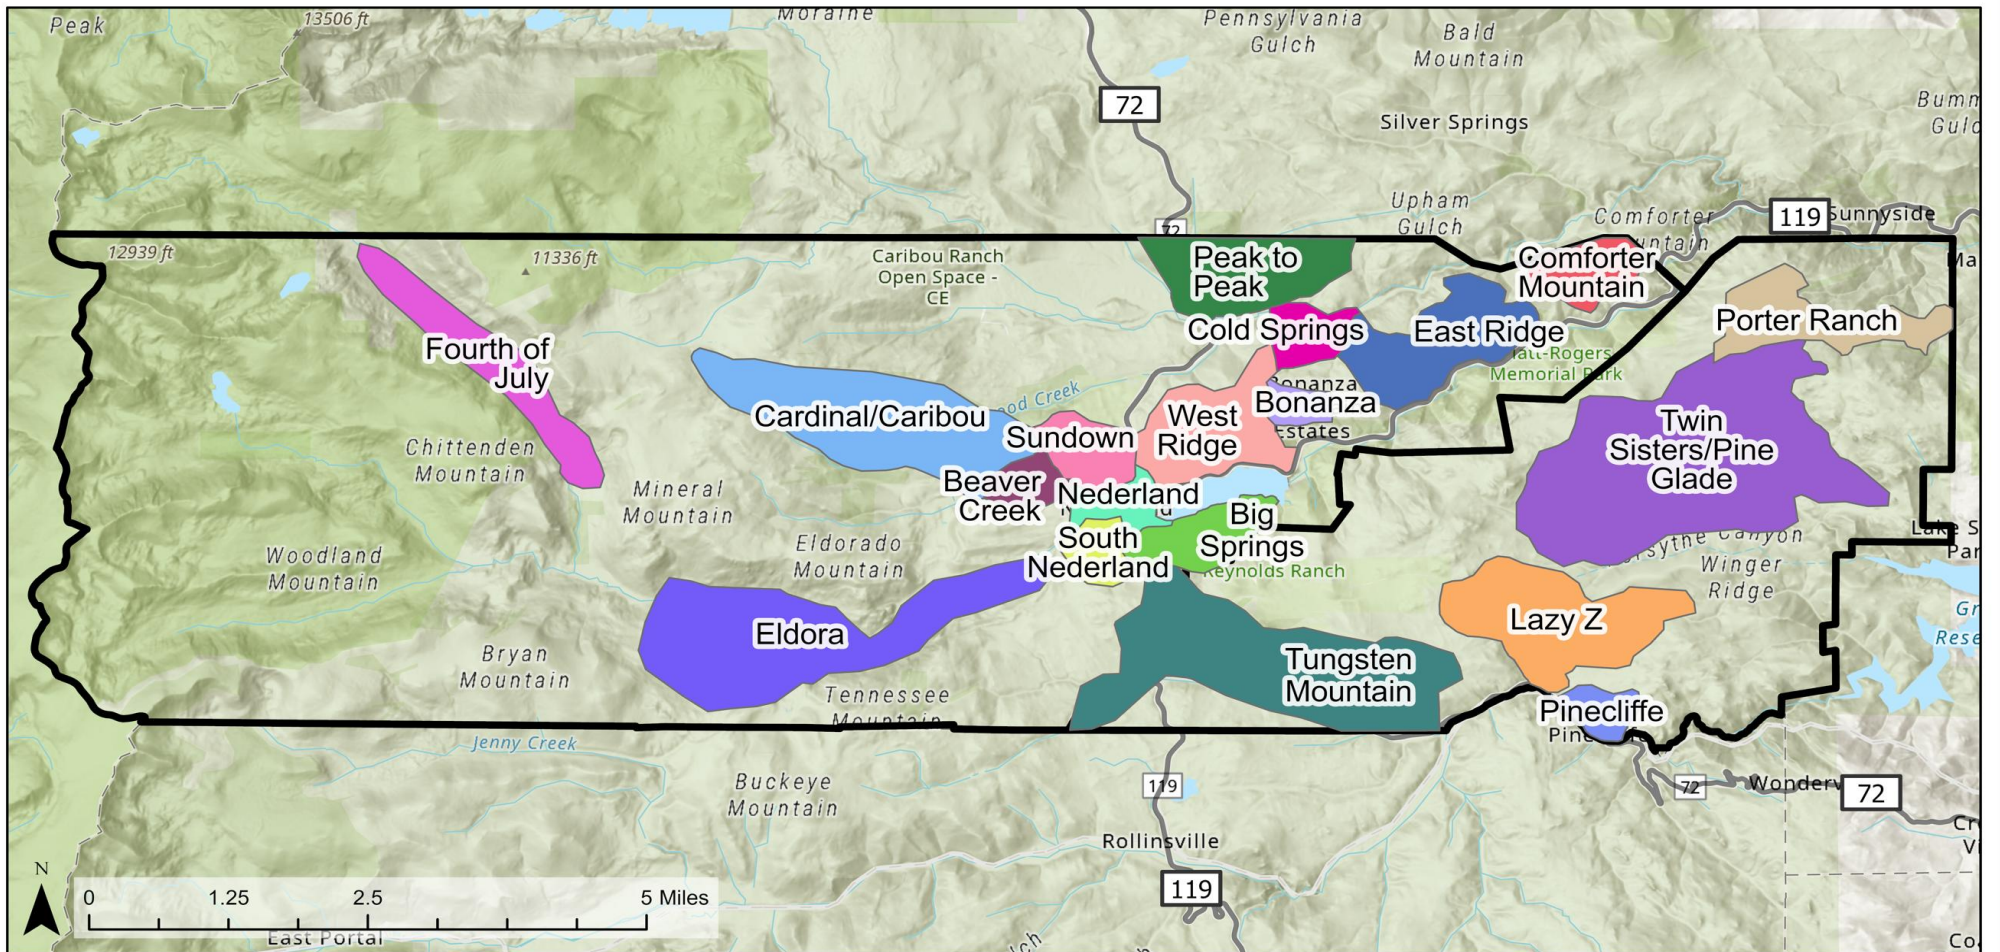 Peak
13506 ft
Moraine
Pennsylvania
Gulch
Bald
Mountain
72
Silver Springs
Upham
Gulch
Comforter
119
Sunnyside
72
12939 ft
11336 ft
Caribou Ranch
Open Space -
CE
Peak to
Peak
Comforter
Mountain
Cold Springs
East Ridge
Porter Ranch
Memorial Park
Fourth of
July
Cardinal/Caribou
Creek
Bonanza
Bonanza
Estates
West
Ridge
Sundown
Twin
Sisters/Pine
Glade
Chittenden
Mountain
Mineral
Mountain
Beaver
Creek
Nederland
Big
Springs
South
Nederland
Reynolds Ranch
Eldorado
Mountain
Woodland
Mountain
Canyon
Winger
Ridge
Eldora
Lazy Z
Bryan
Mountain
Tennessee
Mountain
Tungsten
Mountain
Pinecliffe
Jenny Creek
Buckeye
Mountain
119
72
72
Rollinsville
119
N
0 1.25 2.5 5 Miles
East Portal